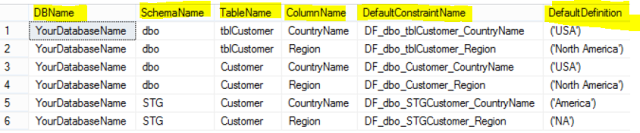 DBName SchemaName TableName ColumnName DefaultConstraintName DefaultDefinition
1 YourDatabaseName dbo tblCustomer CountryName DF_dbo_tblCustomer_CountryName ('USA')
2 YourDatabaseName dbo tblCustomer Region DF_dbo_tblCustomer_Region ('North America')
3 YourDatabaseName dbo Customer CountryName DF_dbo_Customer_CountryName ('USA')
4 YourDatabaseName dbo Customer Region DF_dbo_Customer_Region ('North America')
5 YourDatabaseName STG Customer CountryName DF_dbo_STGCustomer_CountryName ('America')
6 YourDatabaseName STG Customer Region DF_dbo_STGCustomer_Region ('NA')